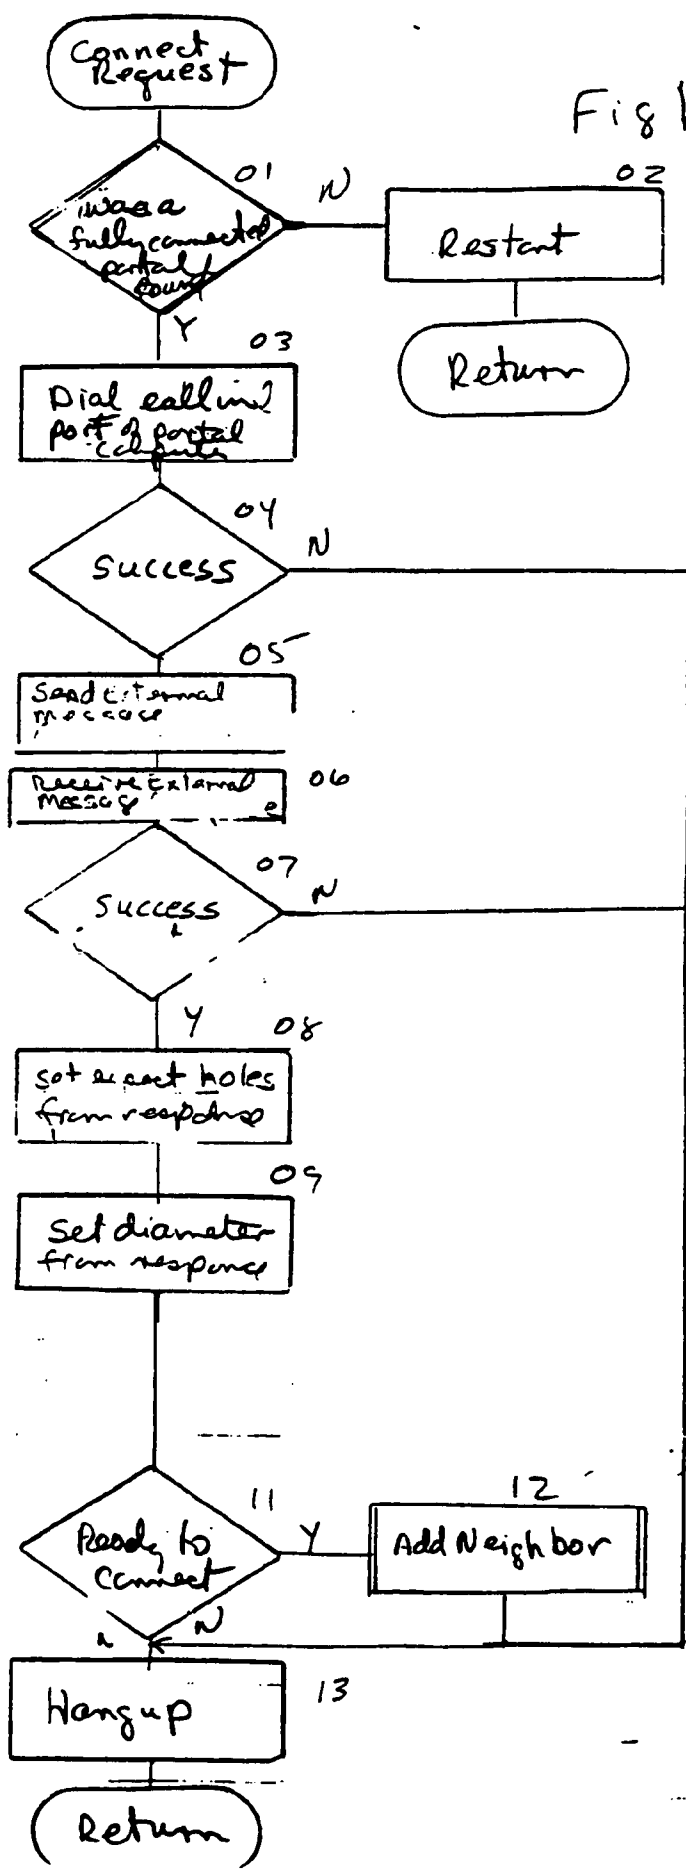 Connect
Request
Fig
01
N
02
was a
fully connected
portal
found
Restart
Y
03
Return
Dial call in
port of portal
computer
04
N
Success
05
Send External
message
06
Receive External
Message
07
N
Success
Y
08
set expect holes
from response
09
Set diameter
from response
11
12
Ready to
connect
Y
Add Neighbor
N
Hangup
13
Return